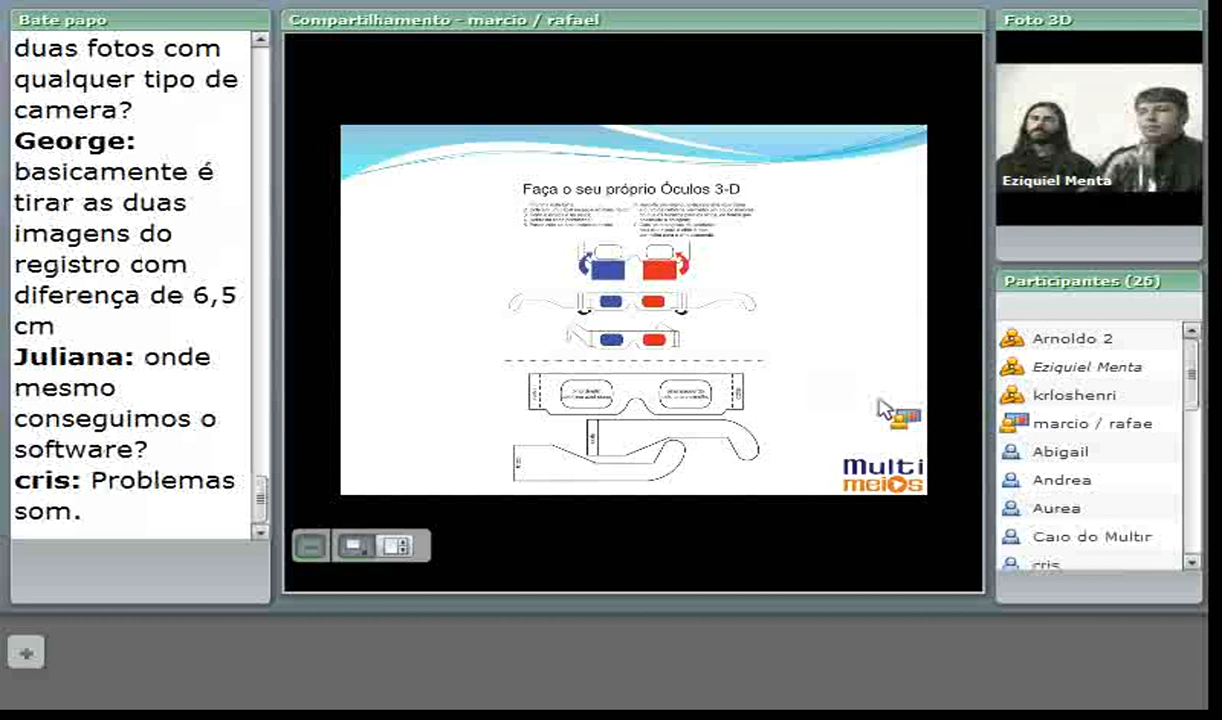 Bate papo
duas fotos com
qualquer tipo de
camera?
George:
basicamente é
tirar as duas
imagens do
registro com
diferença de 6,5
cm
Juliana: onde
mesmo
conseguimos o
software?
cris: Problemas
som.
Compartilhamento - marcio / rafael
Faça o seu próprio Óculos 3-D
Multi
meios
Foto 3D
Eziquiel Menta
Participantes (26)
Arnoldo 2
Eziquiel Menta
krloshenri
marcio / rafae
Abigail
Andrea
Aurea
Caio do Multir
cris